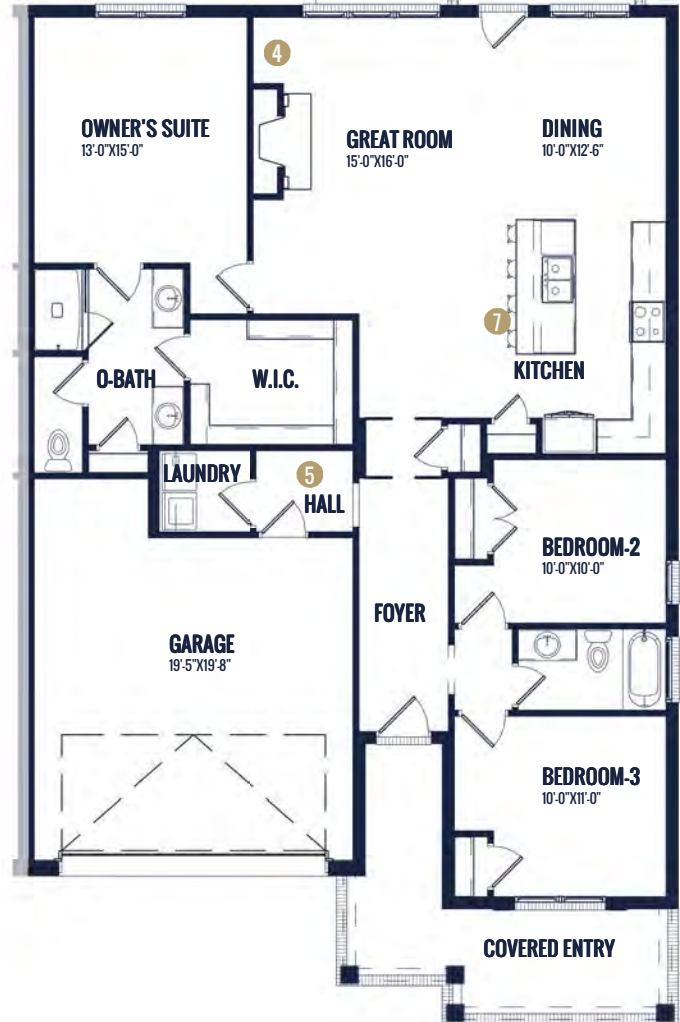 4
OWNER'S SUITE
13'-0"X15'-0"
GREAT ROOM
15'-0"X16'-0"
DINING
10'-0"X12'-6"
7
KITCHEN
O-BATH
W.I.C.
LAUNDRY
5
HALL
BEDROOM-2
10'-0"X10'-0"
FOYER
GARAGE
19'-5"X19'-8"
BEDROOM-3
10'-0"X11'-0"
COVERED ENTRY